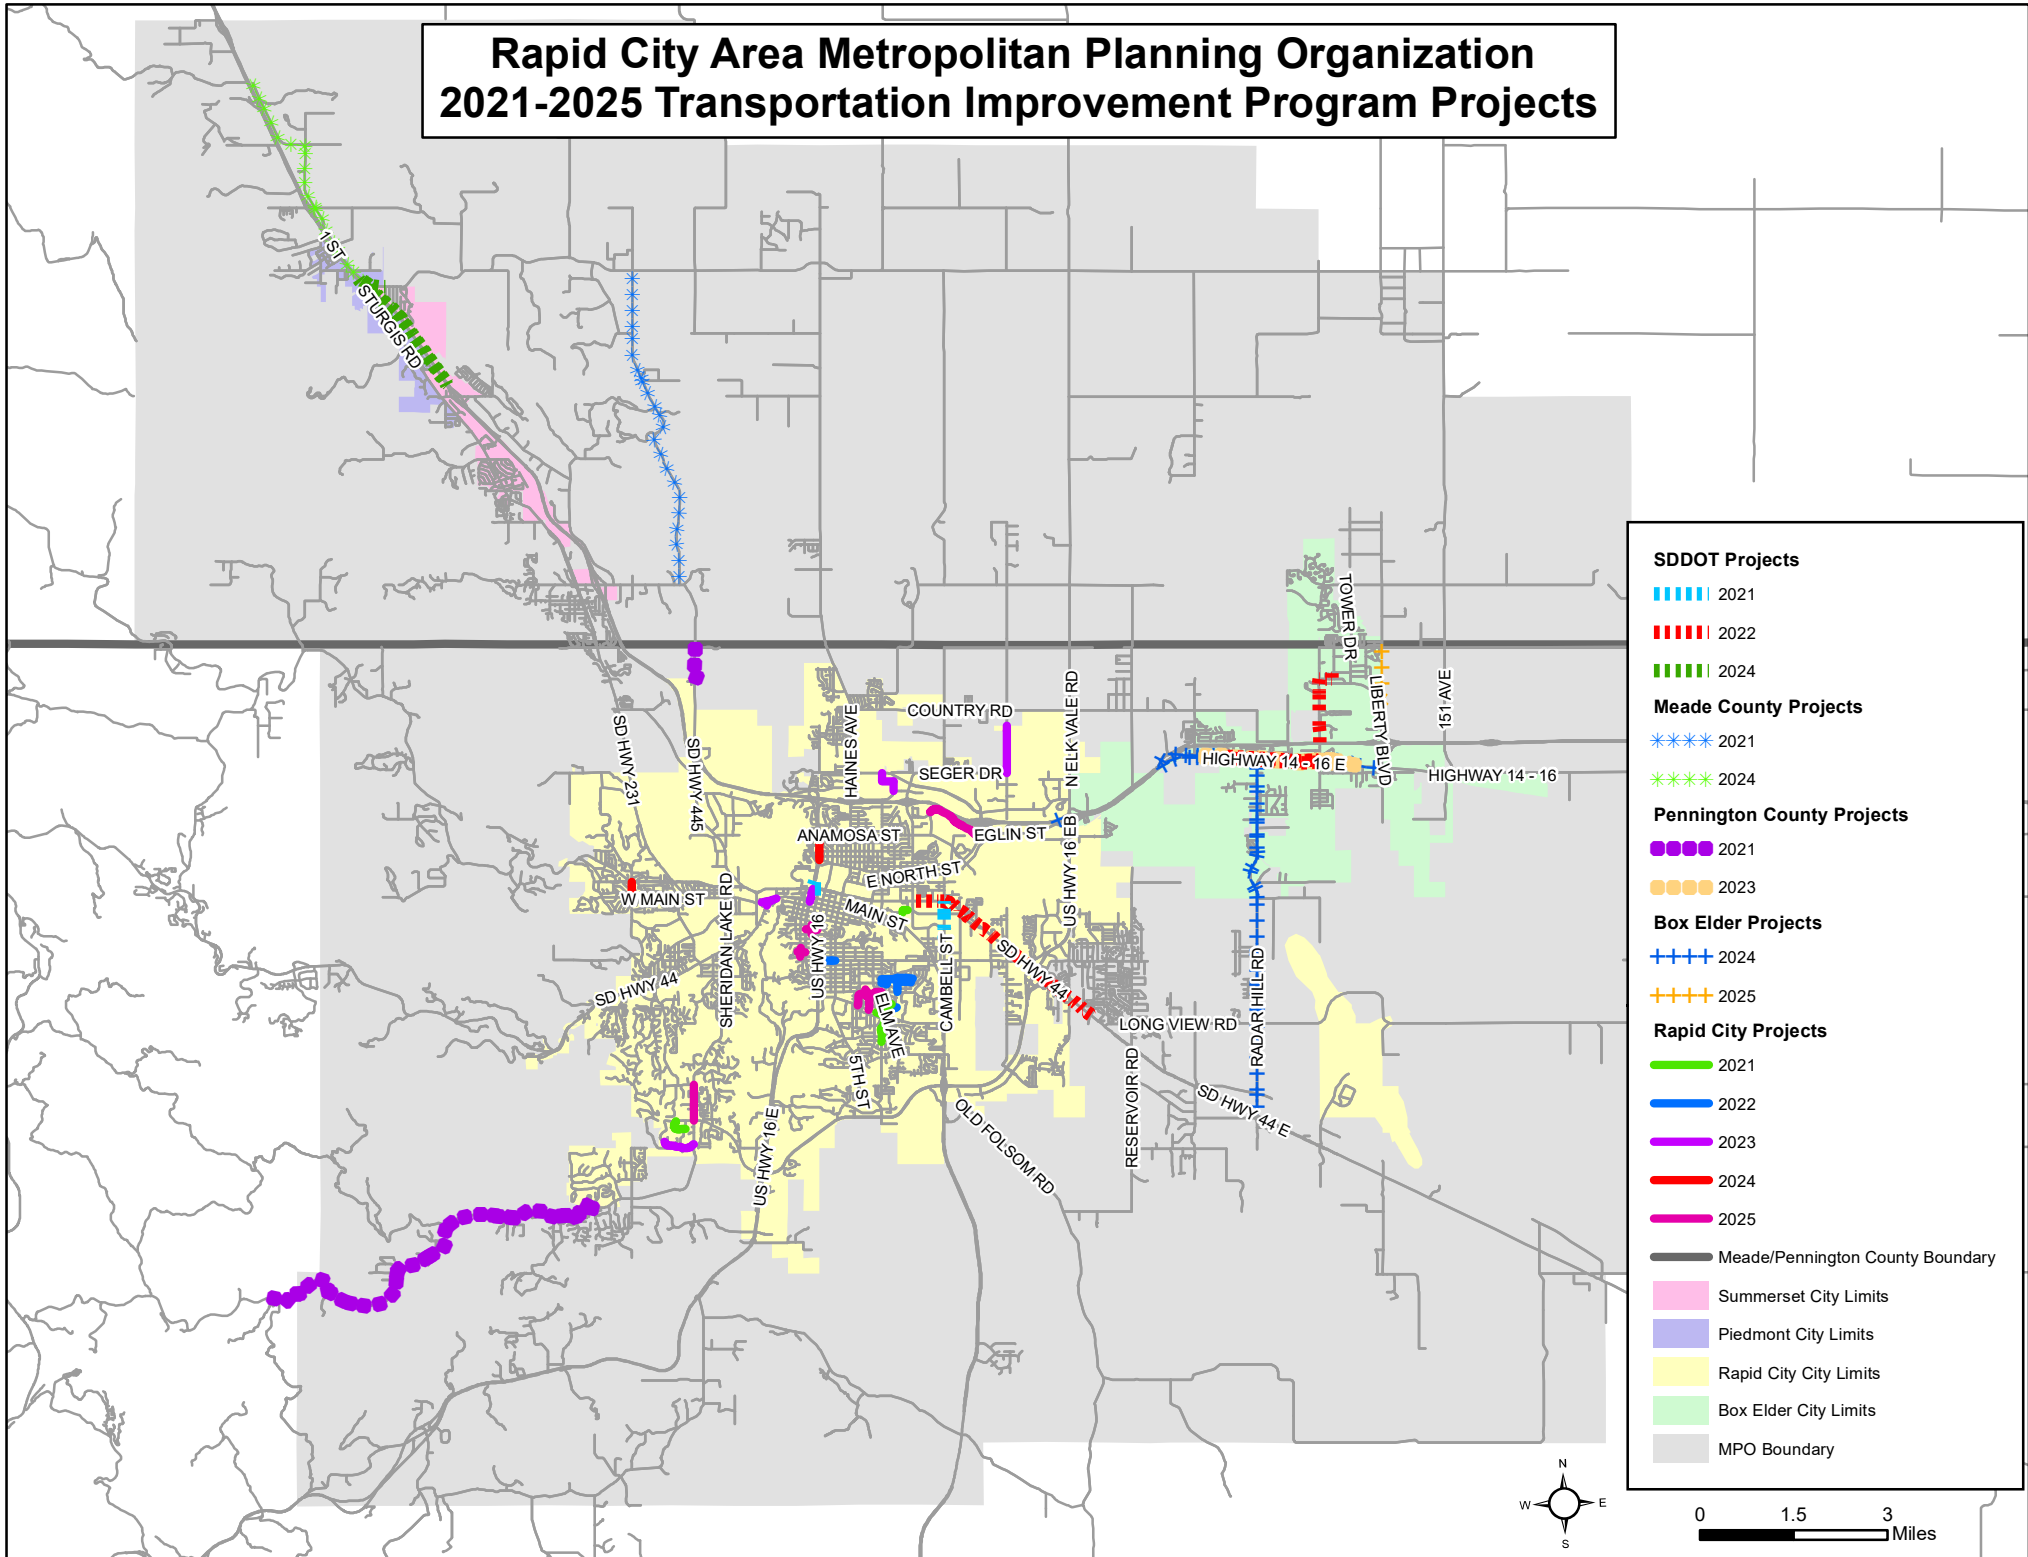 Rapid City Area Metropolitan Planning Organization
2021-2025 Transportation Improvement Program Projects
1 ST
STURGIS RD
TOWER DR
LIBERTY BLVD
151 AVE
N ELK VALE RD
COUNTRY RD
HAINES AVE
SD HWY 231
SD HWY 445
SEGER DR
HIGHWAY 14 - 16 E
HIGHWAY 14 - 16
ANAMOSA ST
EGLIN ST
US HWY 16 EB
E NORTH ST
W MAIN ST
MAIN ST
SHERIDAN LAKE RD
US HWY 16
CAMBELL ST
SD HWY 44
SD HWY 44
RADAR HILL RD
ELM AVE
LONG VIEW RD
5TH ST
RESERVOIR RD
SD HWY 44 E
OLD FOLSOM RD
US HWY 16 E
SDDOT Projects
2021
2022
2024
Meade County Projects
2021
2024
Pennington County Projects
2021
2023
Box Elder Projects
2024
2025
Rapid City Projects
2021
2022
2023
2024
2025
Meade/Pennington County Boundary
Summerset City Limits
Piedmont City Limits
Rapid City City Limits
Box Elder City Limits
MPO Boundary
N
W
E
S
0 1.5 3
Miles